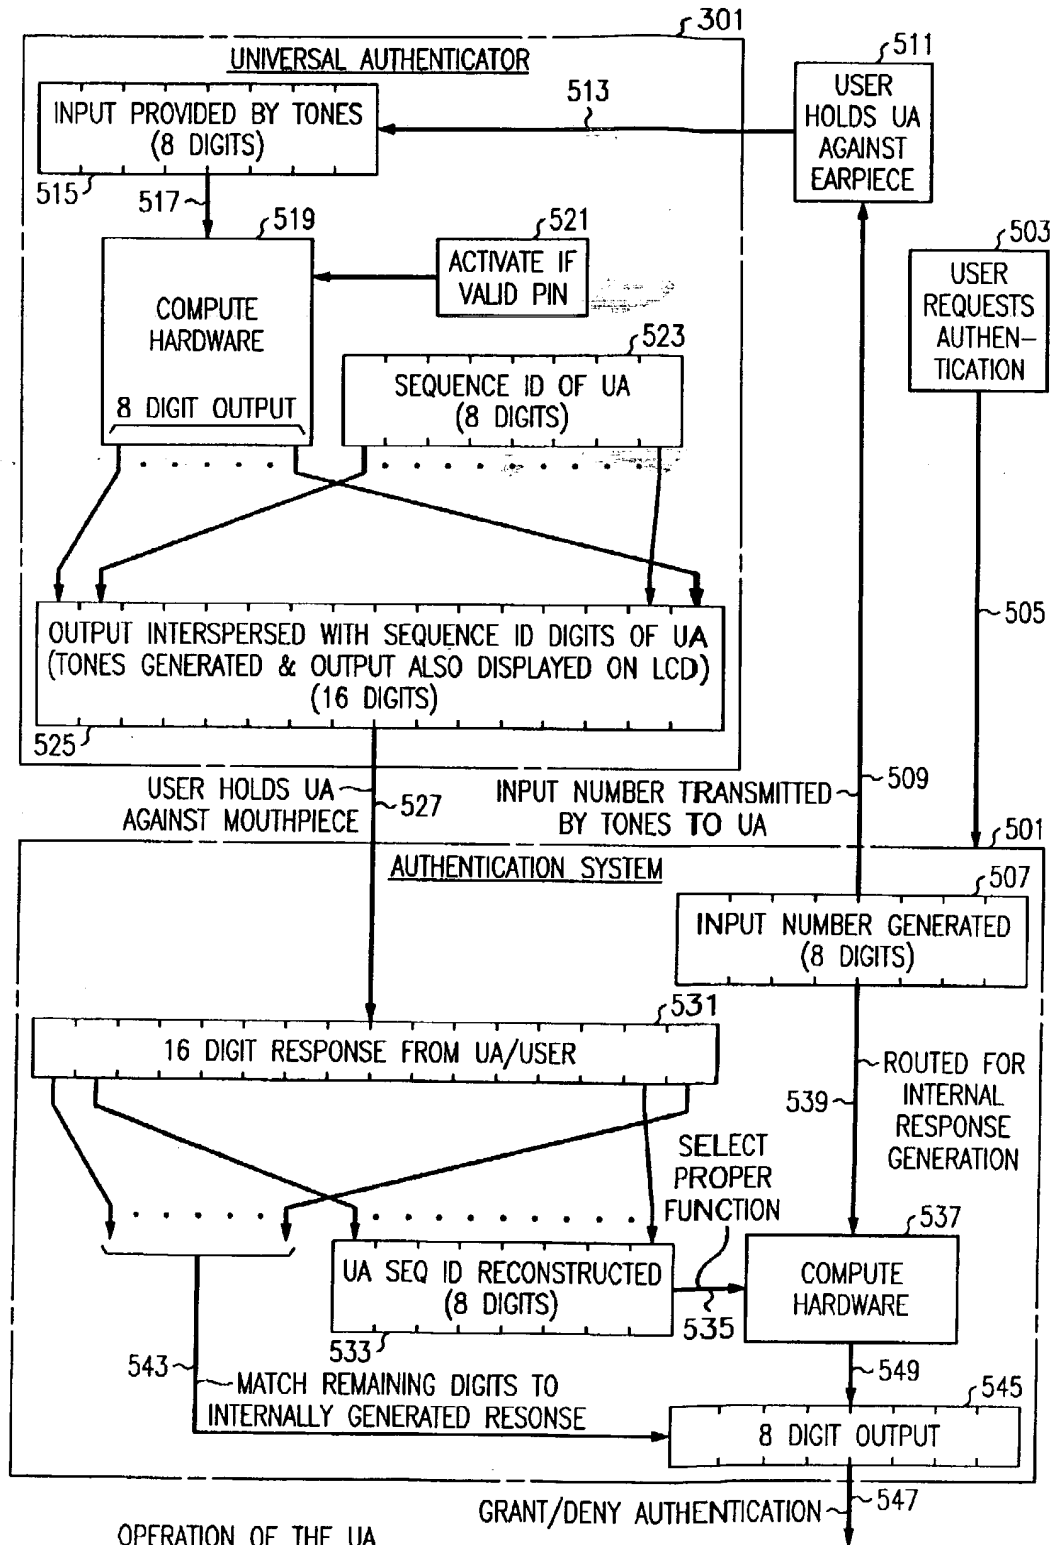 301
UNIVERSAL AUTHENTICATOR
INPUT PROVIDED BY TONES
(8 DIGITS)
515
513
511
USER
HOLDS UA
AGAINST
EARPIECE
517
519
COMPUTE
HARDWARE
8 DIGIT OUTPUT
521
ACTIVATE IF
VALID PIN
503
USER
REQUESTS
AUTHEN-
TICATION
523
SEQUENCE ID OF UA
(8 DIGITS)
505
OUTPUT INTERSPERSED WITH SEQUENCE ID DIGITS OF UA
(TONES GENERATED & OUTPUT ALSO DISPLAYED ON LCD)
(16 DIGITS)
525
USER HOLDS UA
AGAINST MOUTHPIECE
527
INPUT NUMBER TRANSMITTED
BY TONES TO UA
509
501
AUTHENTICATION SYSTEM
507
INPUT NUMBER GENERATED
(8 DIGITS)
531
16 DIGIT RESPONSE FROM UA/USER
539
ROUTED FOR
INTERNAL
RESPONSE
GENERATION
SELECT
PROPER
FUNCTION
537
COMPUTE
HARDWARE
UA SEQ ID RECONSTRUCTED
(8 DIGITS)
533
535
543
MATCH REMAINING DIGITS TO
INTERNALLY GENERATED RESONSE
549
545
8 DIGIT OUTPUT
GRANT/DENY AUTHENTICATION
547
OPERATION OF THE UA